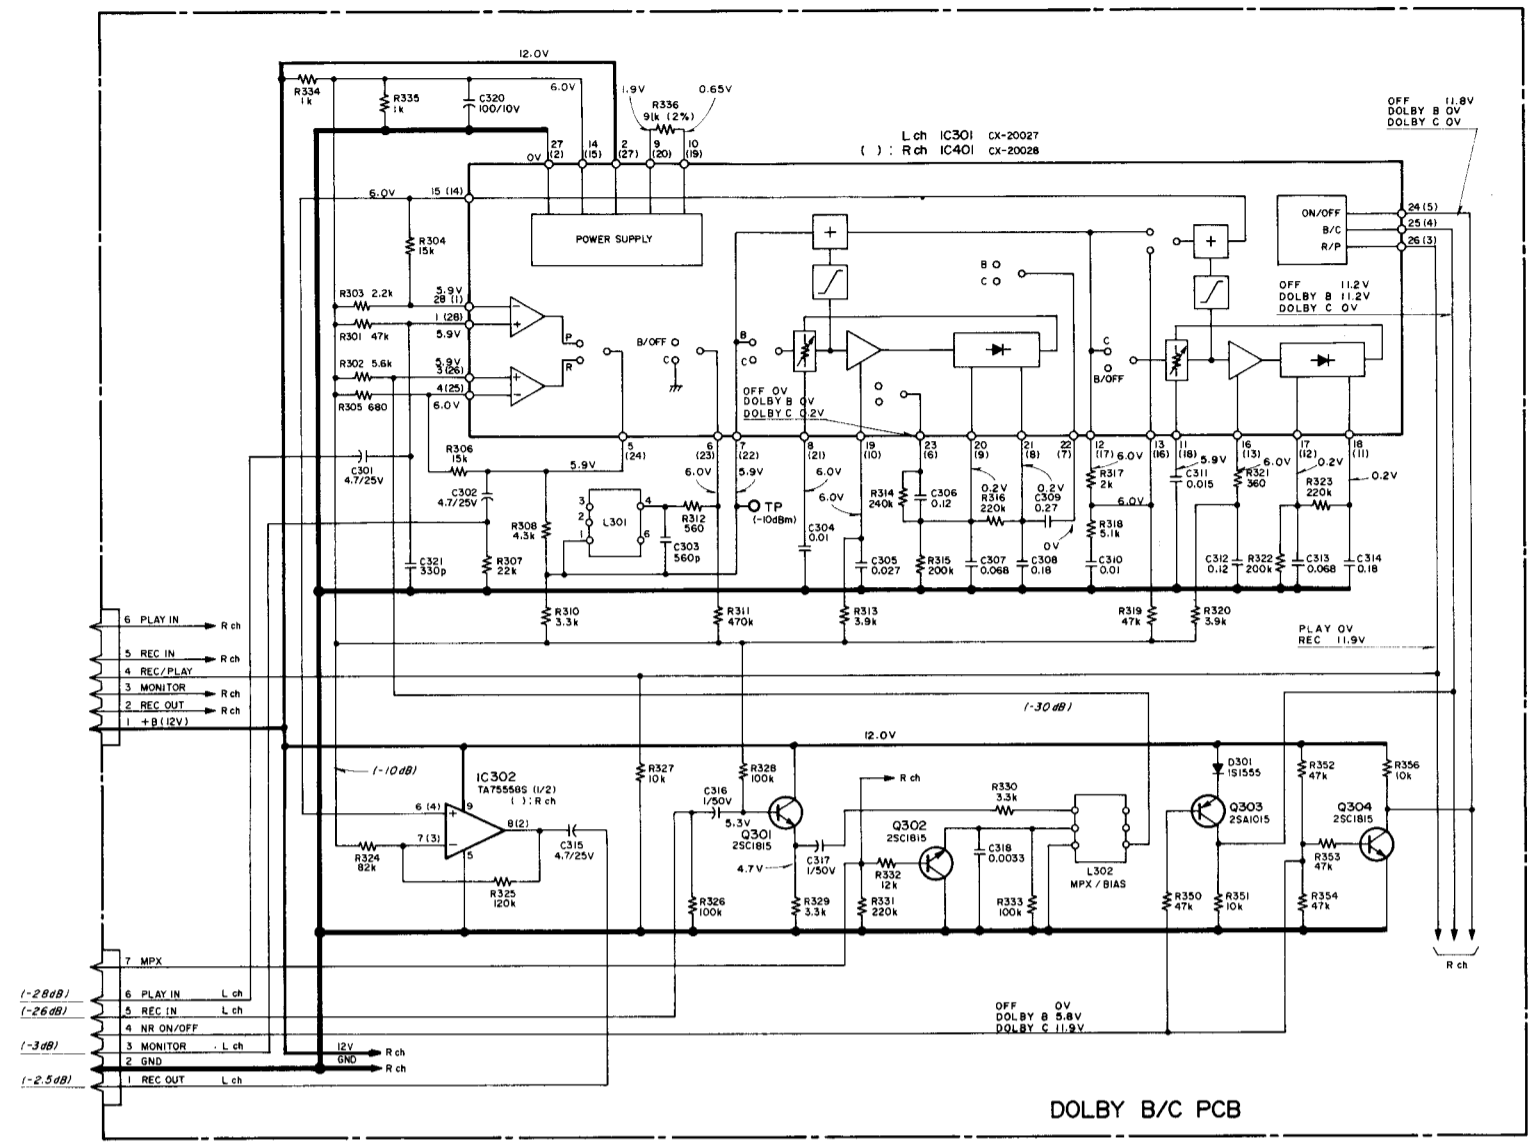 12.0V
R334 1k
R335 1k
C320 100/10V
6.0V
1.9V
R336 91k (2%)
0.65V
OFF 11.8V
DOLBY B 0V
DOLBY C 0V
L ch IC301 CX-20027
( ) : R ch IC401 CX-20028
0V
27 (2)
14 (15)
2 (27)
9 (20)
10 (19)
6.0V
15 (14)
POWER SUPPLY
ON/OFF
B/C
R/P
24 (5)
25 (4)
26 (3)
R304 15k
R303 2.2k
5.9V
28 (1)
R301 47k
1 (28)
5.9V
R302 5.6k
5.9V
3 (26)
R305 680
4 (25)
6.0V
P
R
B/OFF
C
B
C
+
B
C
C
B/OFF
+
OFF 11.2V
DOLBY B 11.2V
DOLBY C 0V
OFF 0V
DOLBY B 0V
DOLBY C 0.2V
5 (24)
6 (23)
7 (22)
8 (21)
19 (10)
23 (6)
20 (9)
21 (8)
22 (7)
12 (17)
13 (16)
11 (18)
16 (13)
17 (12)
18 (11)
R306 15k
5.9V
C301 4.7/25V
C302 4.7/25V
6.0V
5.9V
6.0V
6.0V
R314 240k
C306 0.12
0.2V
R316 220k
0.2V
C309 0.27
0V
6.0V
R317 2k
6.0V
5.9V
C311 0.015
6.0V
R321 360
0.2V
R323 220k
0.2V
R308 4.3k
L301
3
2
1
4
6
R312 560
C303 560p
TP (-10dBm)
C304 0.01
R318 5.1k
C321 330p
R307 22k
C305 0.027
R315 200k
C307 0.068
C308 0.18
C310 0.01
C312 0.12
R322 200k
C313 0.068
C314 0.18
R310 3.3k
R311 470k
R313 3.9k
R319 47k
R320 3.9k
6 PLAY IN R ch
5 REC IN R ch
4 REC/PLAY
3 MONITOR R ch
2 REC OUT R ch
1 +B (12V)
PLAY 0V
REC 11.9V
(-30dB)
12.0V
(-10dB)
IC302
TA75558S (1/2)
( ) : R ch
6 (4)
+
9
7 (3)
-
5
8(2)
C315 4.7/25V
R324 82k
R325 120k
R327 10k
R328 100k
C316 1/50V
5.3V
Q301
2SC1815
4.7V
C317 1/50V
R326 100k
R329 3.3k
R ch
Q302
2SC1815
R332 12k
R331 220k
C318 0.0033
R333 100k
R330 3.3k
L302
MPX / BIAS
D301
1S1555
Q303
2SA1015
R350 47k
R351 10k
R352 47k
R353 47k
R354 47k
R356 10k
Q304
2SC1815
R ch
7 MPX
(-28dB) 6 PLAY IN L ch
(-26dB) 5 REC IN L ch
4 NR ON/OFF
(-3dB) 3 MONITOR L ch
2 GND
(-2.5dB) 1 REC OUT L ch
12V R ch
GND R ch
OFF 0V
DOLBY B 5.8V
DOLBY C 11.9V
DOLBY B/C PCB